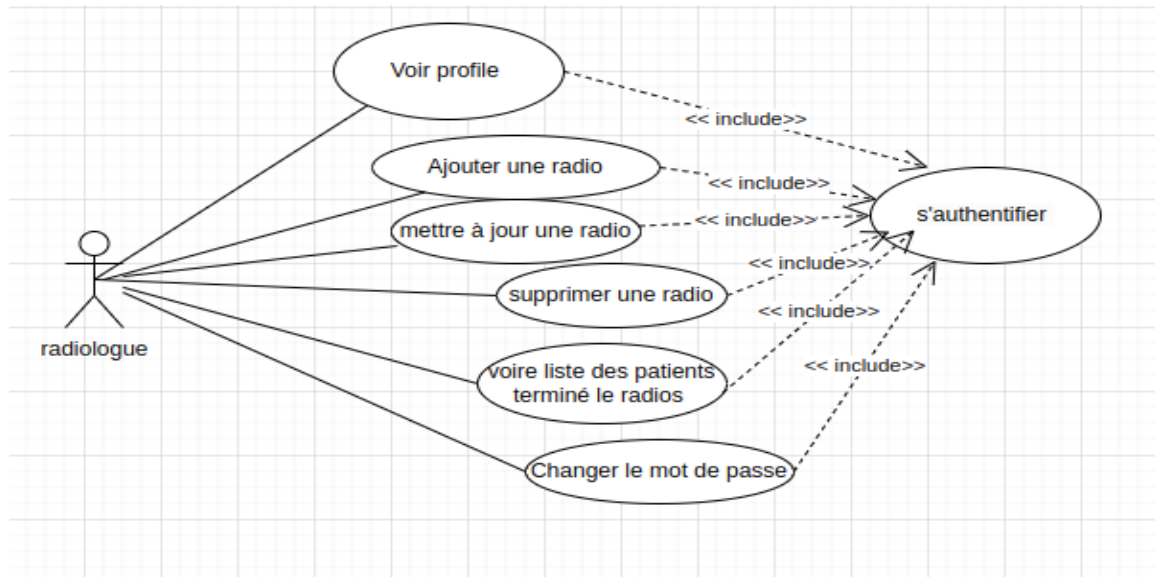 Voir profile
<< include>>
Ajouter une radio
<< include>>
mettre à jour une radio
<< include>>
s'authentifier
supprimer une radio
<< include>>
radiologue
voire liste des patients
terminé le radios
<< include>>
Changer le mot de passe
<< include>>